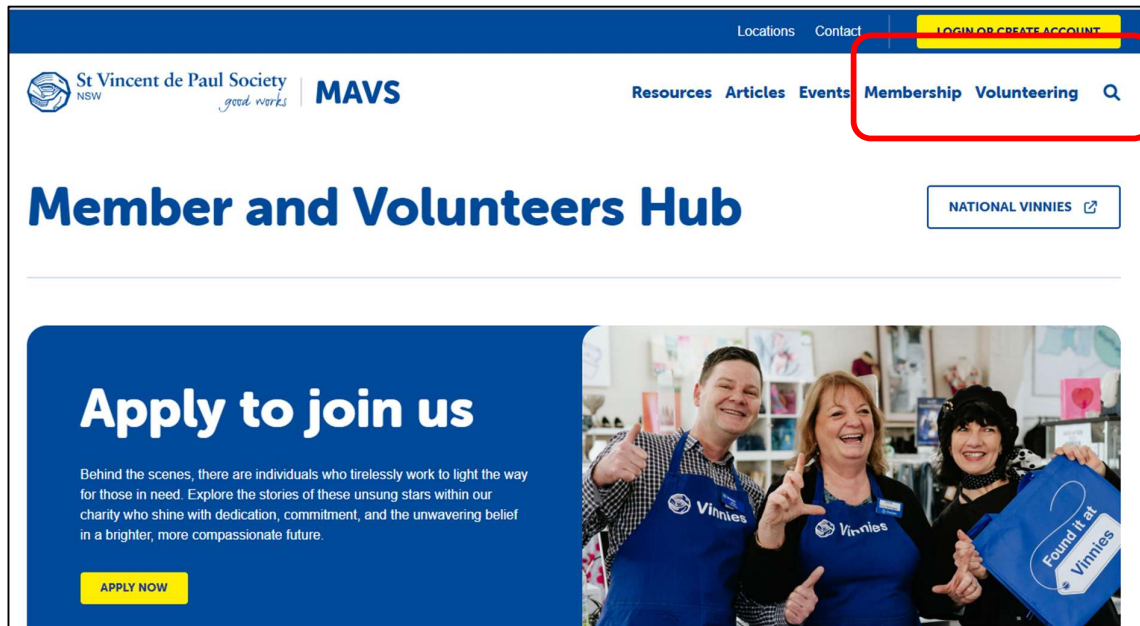 Locations Contact LOGIN OR CREATE ACCOUNT
St Vincent de Paul Society
NSW good works
MAVS
Resources Articles Events Membership Volunteering
Member and Volunteers Hub
NATIONAL VINNIES
Apply to join us
Behind the scenes, there are individuals who tirelessly work to light the way
for those in need. Explore the stories of these unsung stars within our
charity who shine with dedication, commitment, and the unwavering belief
in a brighter, more compassionate future.
APPLY NOW
Vinnies
Vinnies
Found it at
Vinnies